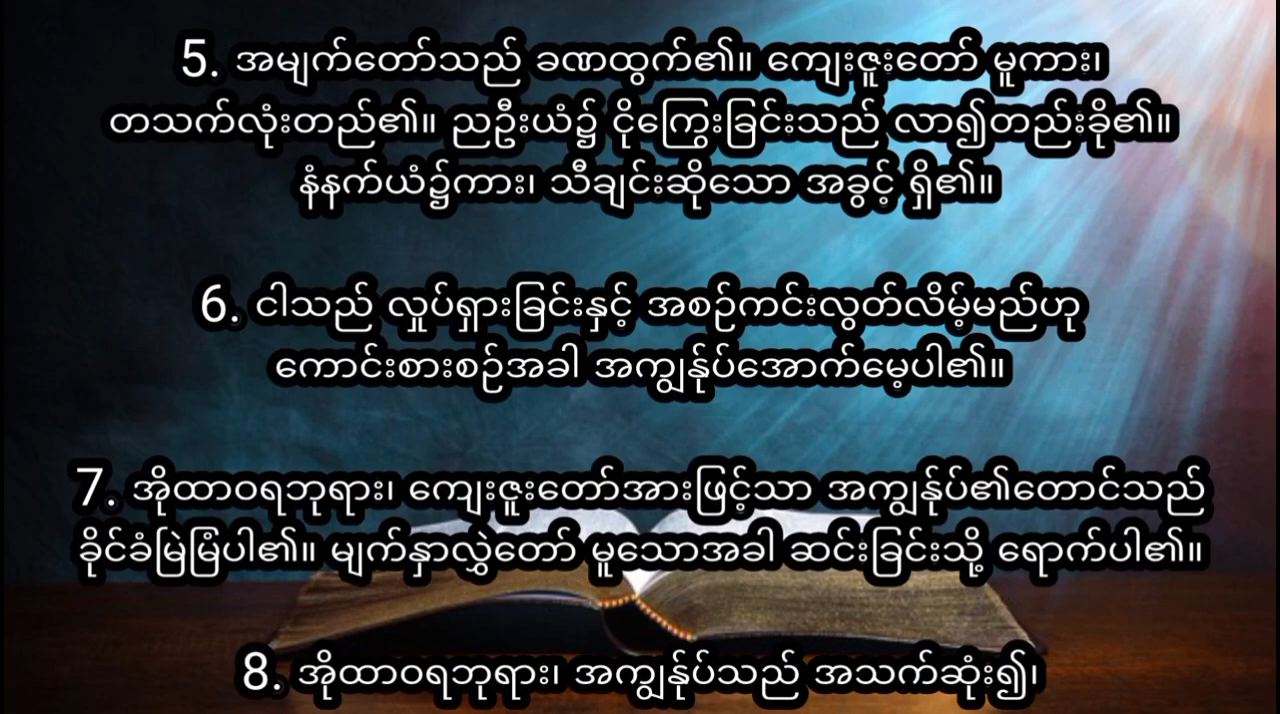 5. အမျက်တော်သည် ခဏထွက်၏။ ကျေးဇူးတော် မူကား၊
တသက်လုံးတည်၏။ ညဦးယံ၌ ငိုကြွေးခြင်းသည် လာ၍တည်းခို၏။
နံနက်ယံ၌ကား၊ သီချင်းဆိုသော အခွင့် ရှိ၏။
6. ငါသည် လှုပ်ရှားခြင်းနှင့် အစဉ်ကင်းလွတ်လိမ့်မည်ဟု
ကောင်းစားစဉ်အခါ အကျွန်ုပ်အောက်မေ့ပါ၏။
7. အိုထာဝရဘုရား၊ ကျေးဇူးတော်အားဖြင့်သာ အကျွန်ုပ်၏တောင်သည်
ခိုင်ခံမြဲမြံပါ၏။ မျက်နှာလွှဲတော် မူသောအခါ ဆင်းခြင်းသို့ ရောက်ပါ၏။
8. အိုထာဝရဘုရား၊ အကျွန်ုပ်သည် အသက်ဆုံး၍၊